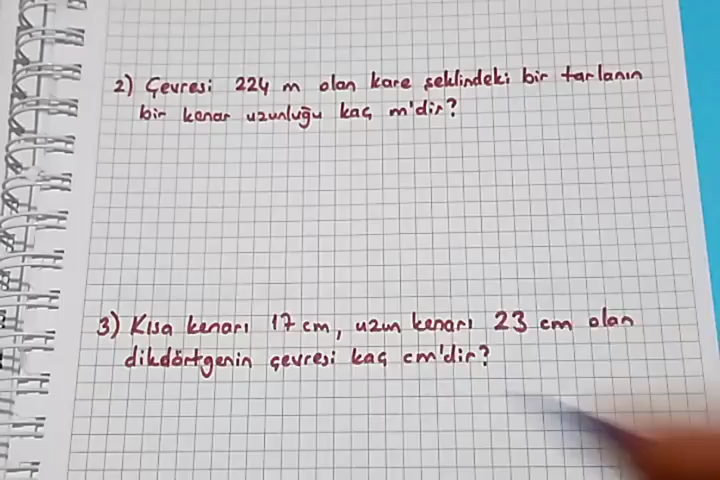 2) Çevresi 224 m olan kare şeklindeki bir tarlanın
bir kenar uzunluğu kaç m'dir?
3) Kısa kenarı 17 cm, uzun kenarı 23 cm olan
dikdörtgenin çevresi kaç cm'dir?